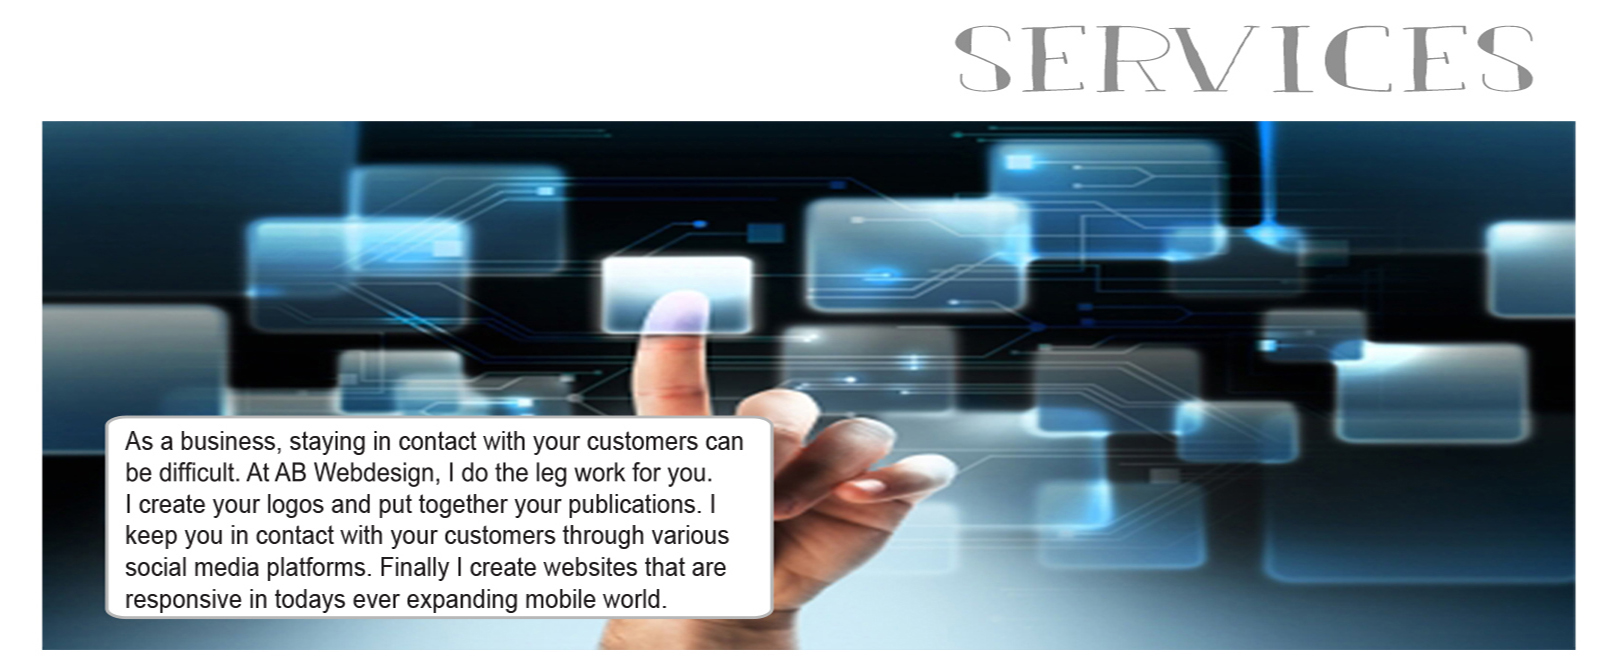 SERVICES
As a business, staying in contact with your customers can
be difficult. At AB Webdesign, I do the leg work for you.
I create your logos and put together your publications. I
keep you in contact with your customers through various
social media platforms. Finally I create websites that are
responsive in todays ever expanding mobile world.